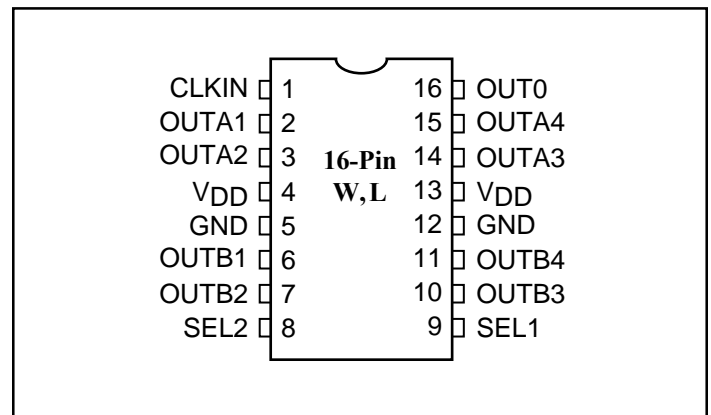 CLKIN 1 16 OUT0
OUTA1 2 15 OUTA4
OUTA2 3 16-Pin 14 OUTA3
VDD 4 W, L 13 VDD
GND 5 12 GND
OUTB1 6 11 OUTB4
OUTB2 7 10 OUTB3
SEL2 8 9 SEL1